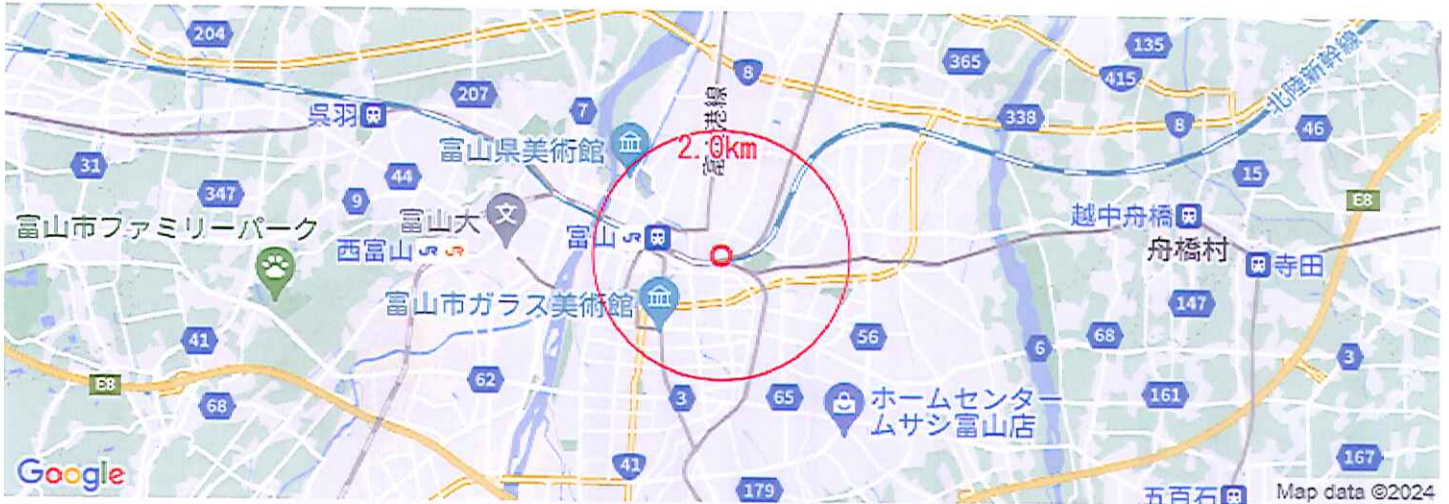 204
135
365
8
415
北陸新幹線
207
7
338
8
46
呉羽
富山港線
2.0km
富山県美術館
31
44
15
347
9
E8
富山大
越中舟橋
富山市ファミリーパーク
富山 JR
西富山 JR JR
舟橋村
寺田
富山市ガラス美術館
147
41
56
68
6
3
E8
62
68
3
65
ホームセンター
ムサシ富山店
161
41
167
Google
179
五百石
Map data ©2024